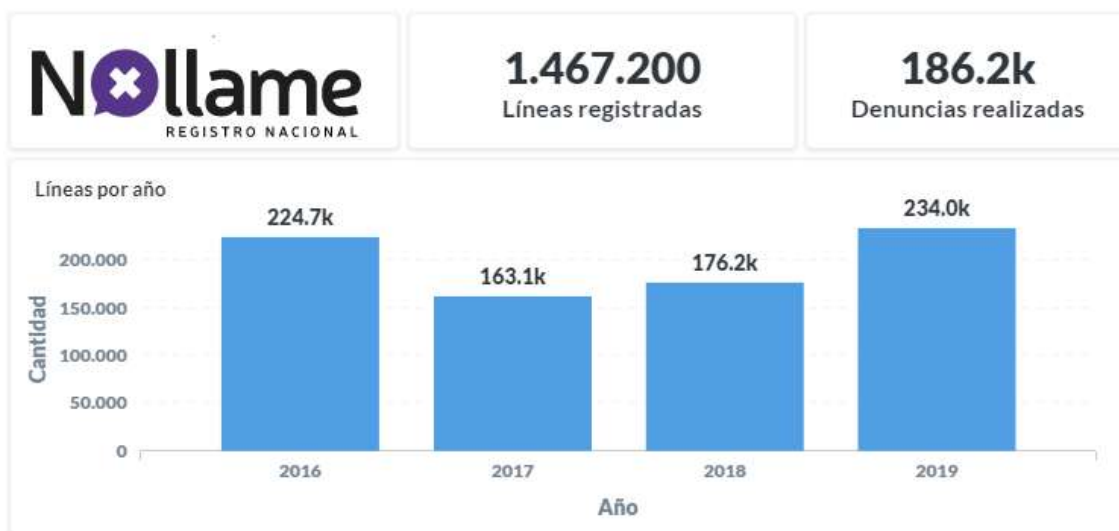 Nollame
REGISTRO NACIONAL
1.467.200
Líneas registradas
186.2k
Denuncias realizadas
Líneas por año
224.7k
163.1k
176.2k
234.0k
200.000
150.000
100.000
50.000
0
Cantidad
2016
2017
2018
2019
Año